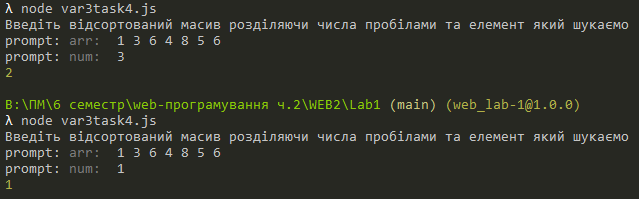 λ node var3task4.js
Введіть відсортований масив розділяючи числа пробілами та елемент який шукаємо
prompt: arr:  1 3 6 4 8 5 6
prompt: num:  3
2
B:\ПМ\6 семестр\web-програмування ч.2\WEB2\Lab1 (main) (web_lab-1@1.0.0)
λ node var3task4.js
Введіть відсортований масив розділяючи числа пробілами та елемент який шукаємо
prompt: arr:  1 3 6 4 8 5 6
prompt: num:  1
1